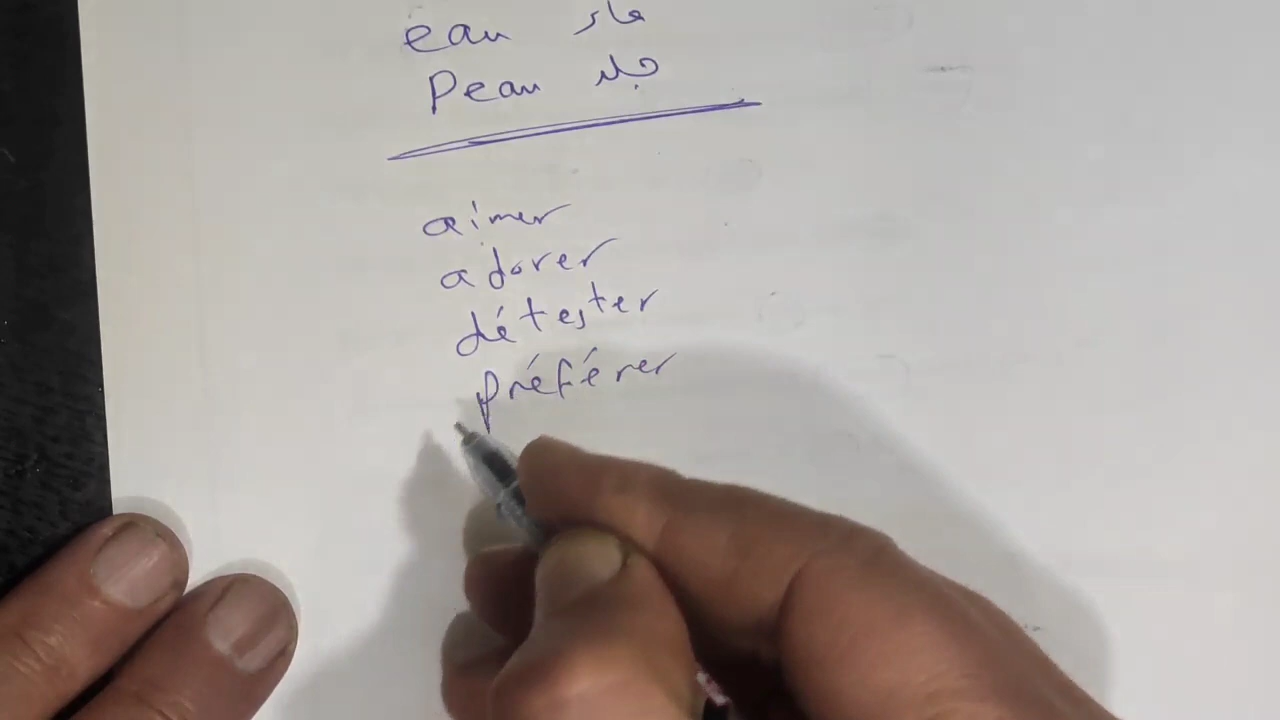 eau ماء
Peau جلد
aimer
adorer
détester
préférer